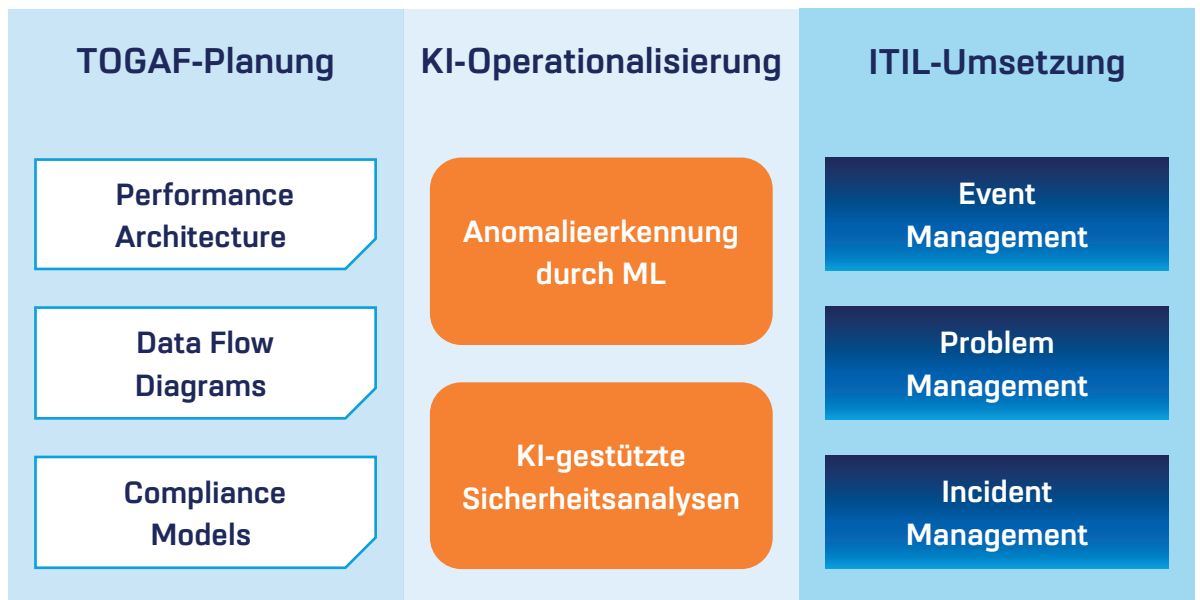 TOGAF-Planung
Performance
Architecture
Data Flow
Diagrams
Compliance
Models
KI-Operationalisierung
Anomalieerkennung
durch ML
KI-gestützte
Sicherheitsanalysen
ITIL-Umsetzung
Event
Management
Problem
Management
Incident
Management